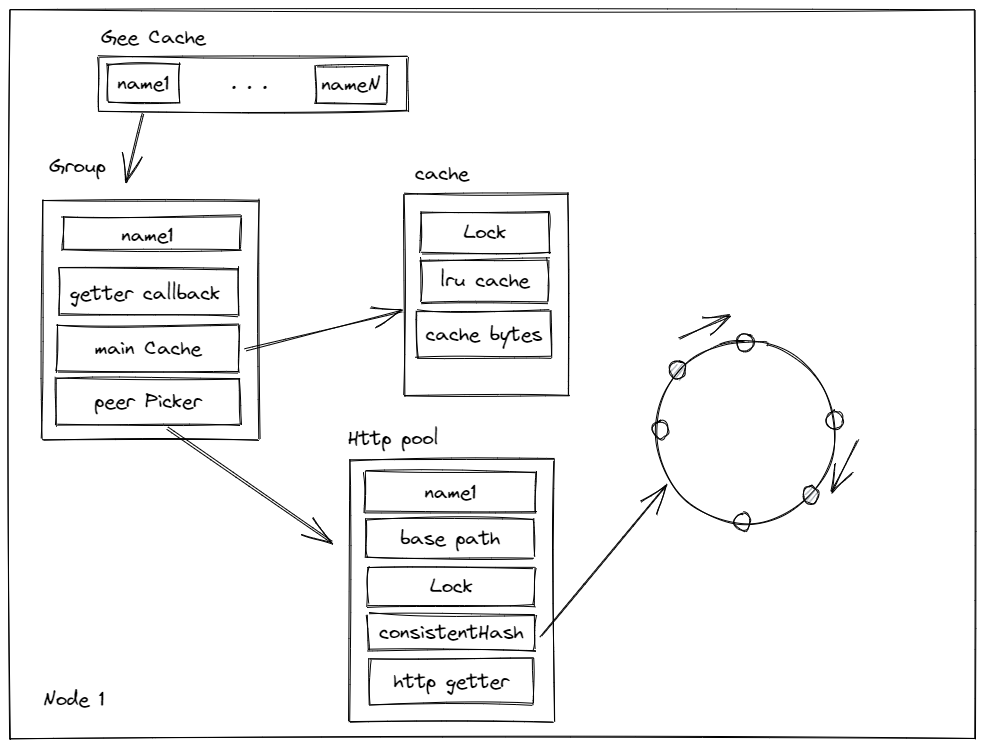 Gee Cache
name1 ... nameN
Group
name1
getter callback
main Cache
peer Picker
cache
Lock
lru cache
cache bytes
Http pool
name1
base path
Lock
consistentHash
http getter
Node 1